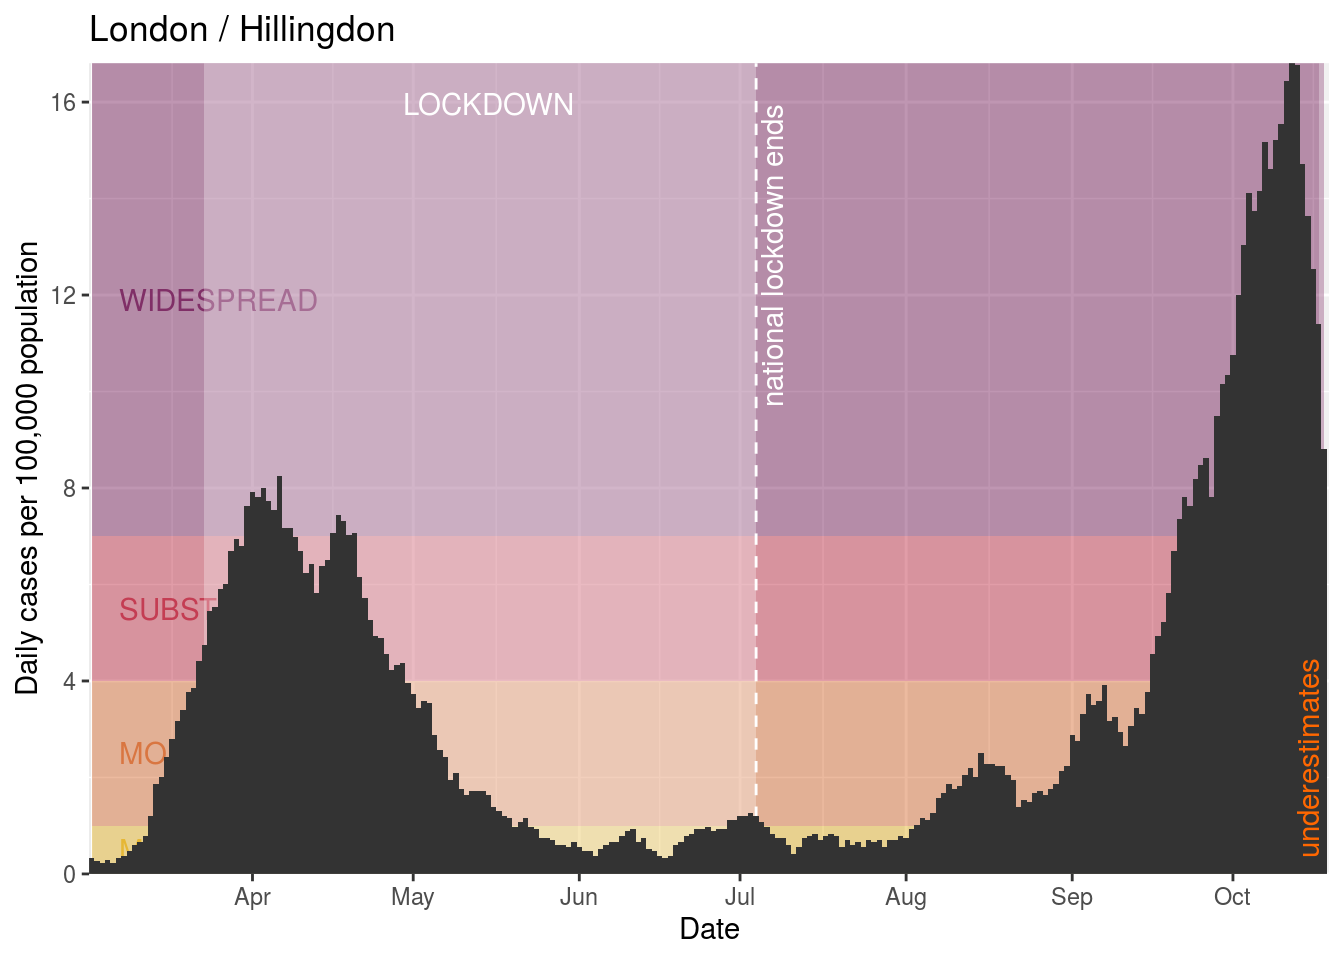 London / Hillingdon
Daily cases per 100,000 population
16
12
8
4
0
LOCKDOWN
WIDESPREAD
SUBST
MO
national lockdown ends
underestimates
Apr
May
Jun
Jul
Aug
Sep
Oct
Date